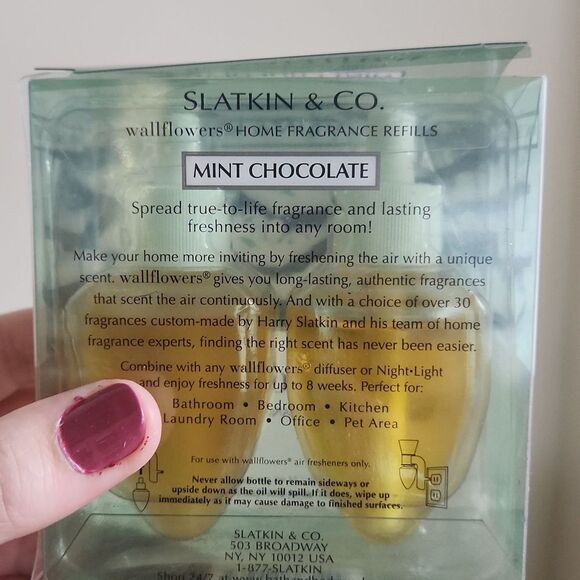 SLATKIN & CO.
wallflowers® HOME FRAGRANCE REFILLS
MINT CHOCOLATE
Spread true-to-life fragrance and lasting
freshness into any room!
Make your home more inviting by freshening the air with a unique
scent. wallflowers® gives you long-lasting, authentic fragrances
that scent the air continuously. And with a choice of over 30
fragrances custom-made by Harry Slatkin and his team of home
fragrance experts, finding the right scent has never been easier.
Combine with any wallflowers® diffuser or Night•Light
and enjoy freshness for up to 8 weeks. Perfect for:
Bathroom • Bedroom • Kitchen
Laundry Room • Office • Pet Area
For use with wallflowers® air fresheners only.
Never allow bottle to remain sideways or
upside down as the oil will spill. If it does, wipe up
immediately as it may cause damage to finished surfaces.
SLATKIN & CO.
503 BROADWAY
NY, NY 10012 USA
1-877-SLATKIN
Shop 24/7 at